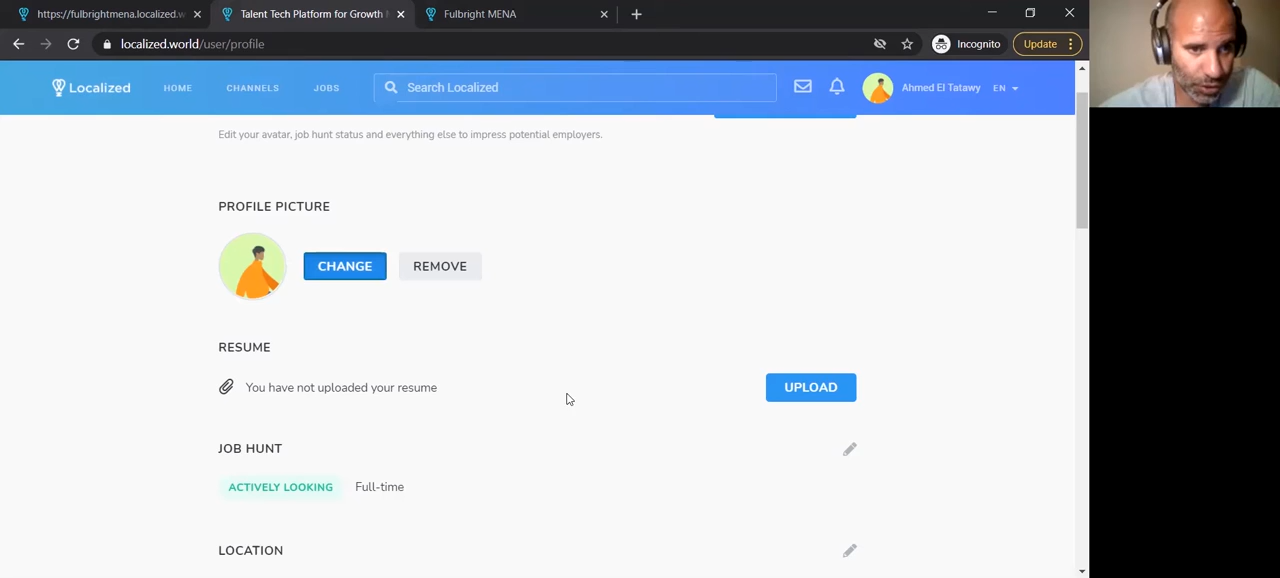 https://fulbrightmena.localized.w
Talent Tech Platform for Growth
Fulbright MENA
localized.world/user/profile
Incognito
Update
Localized
HOME
CHANNELS
JOBS
Search Localized
Ahmed El Tatawy
EN
Edit your avatar, job hunt status and everything else to impress potential employers.
PROFILE PICTURE
CHANGE
REMOVE
RESUME
You have not uploaded your resume
UPLOAD
JOB HUNT
ACTIVELY LOOKING
Full-time
LOCATION